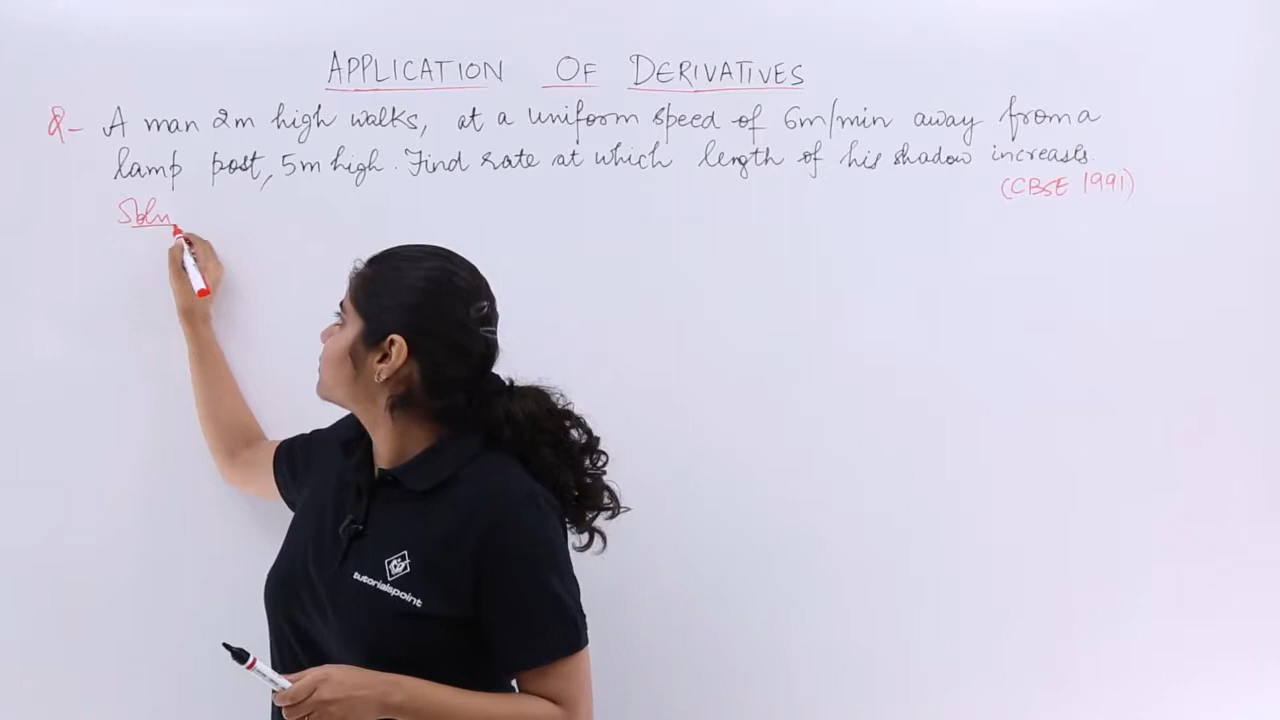 APPLICATION OF DERIVATIVES
Q- A man 2m high walks, at a uniform speed of 6m/min away from a
lamp post, 5m high. Find rate at which length of his shadow increases.
(CBSE 1991)
Soln
tutorialspoint